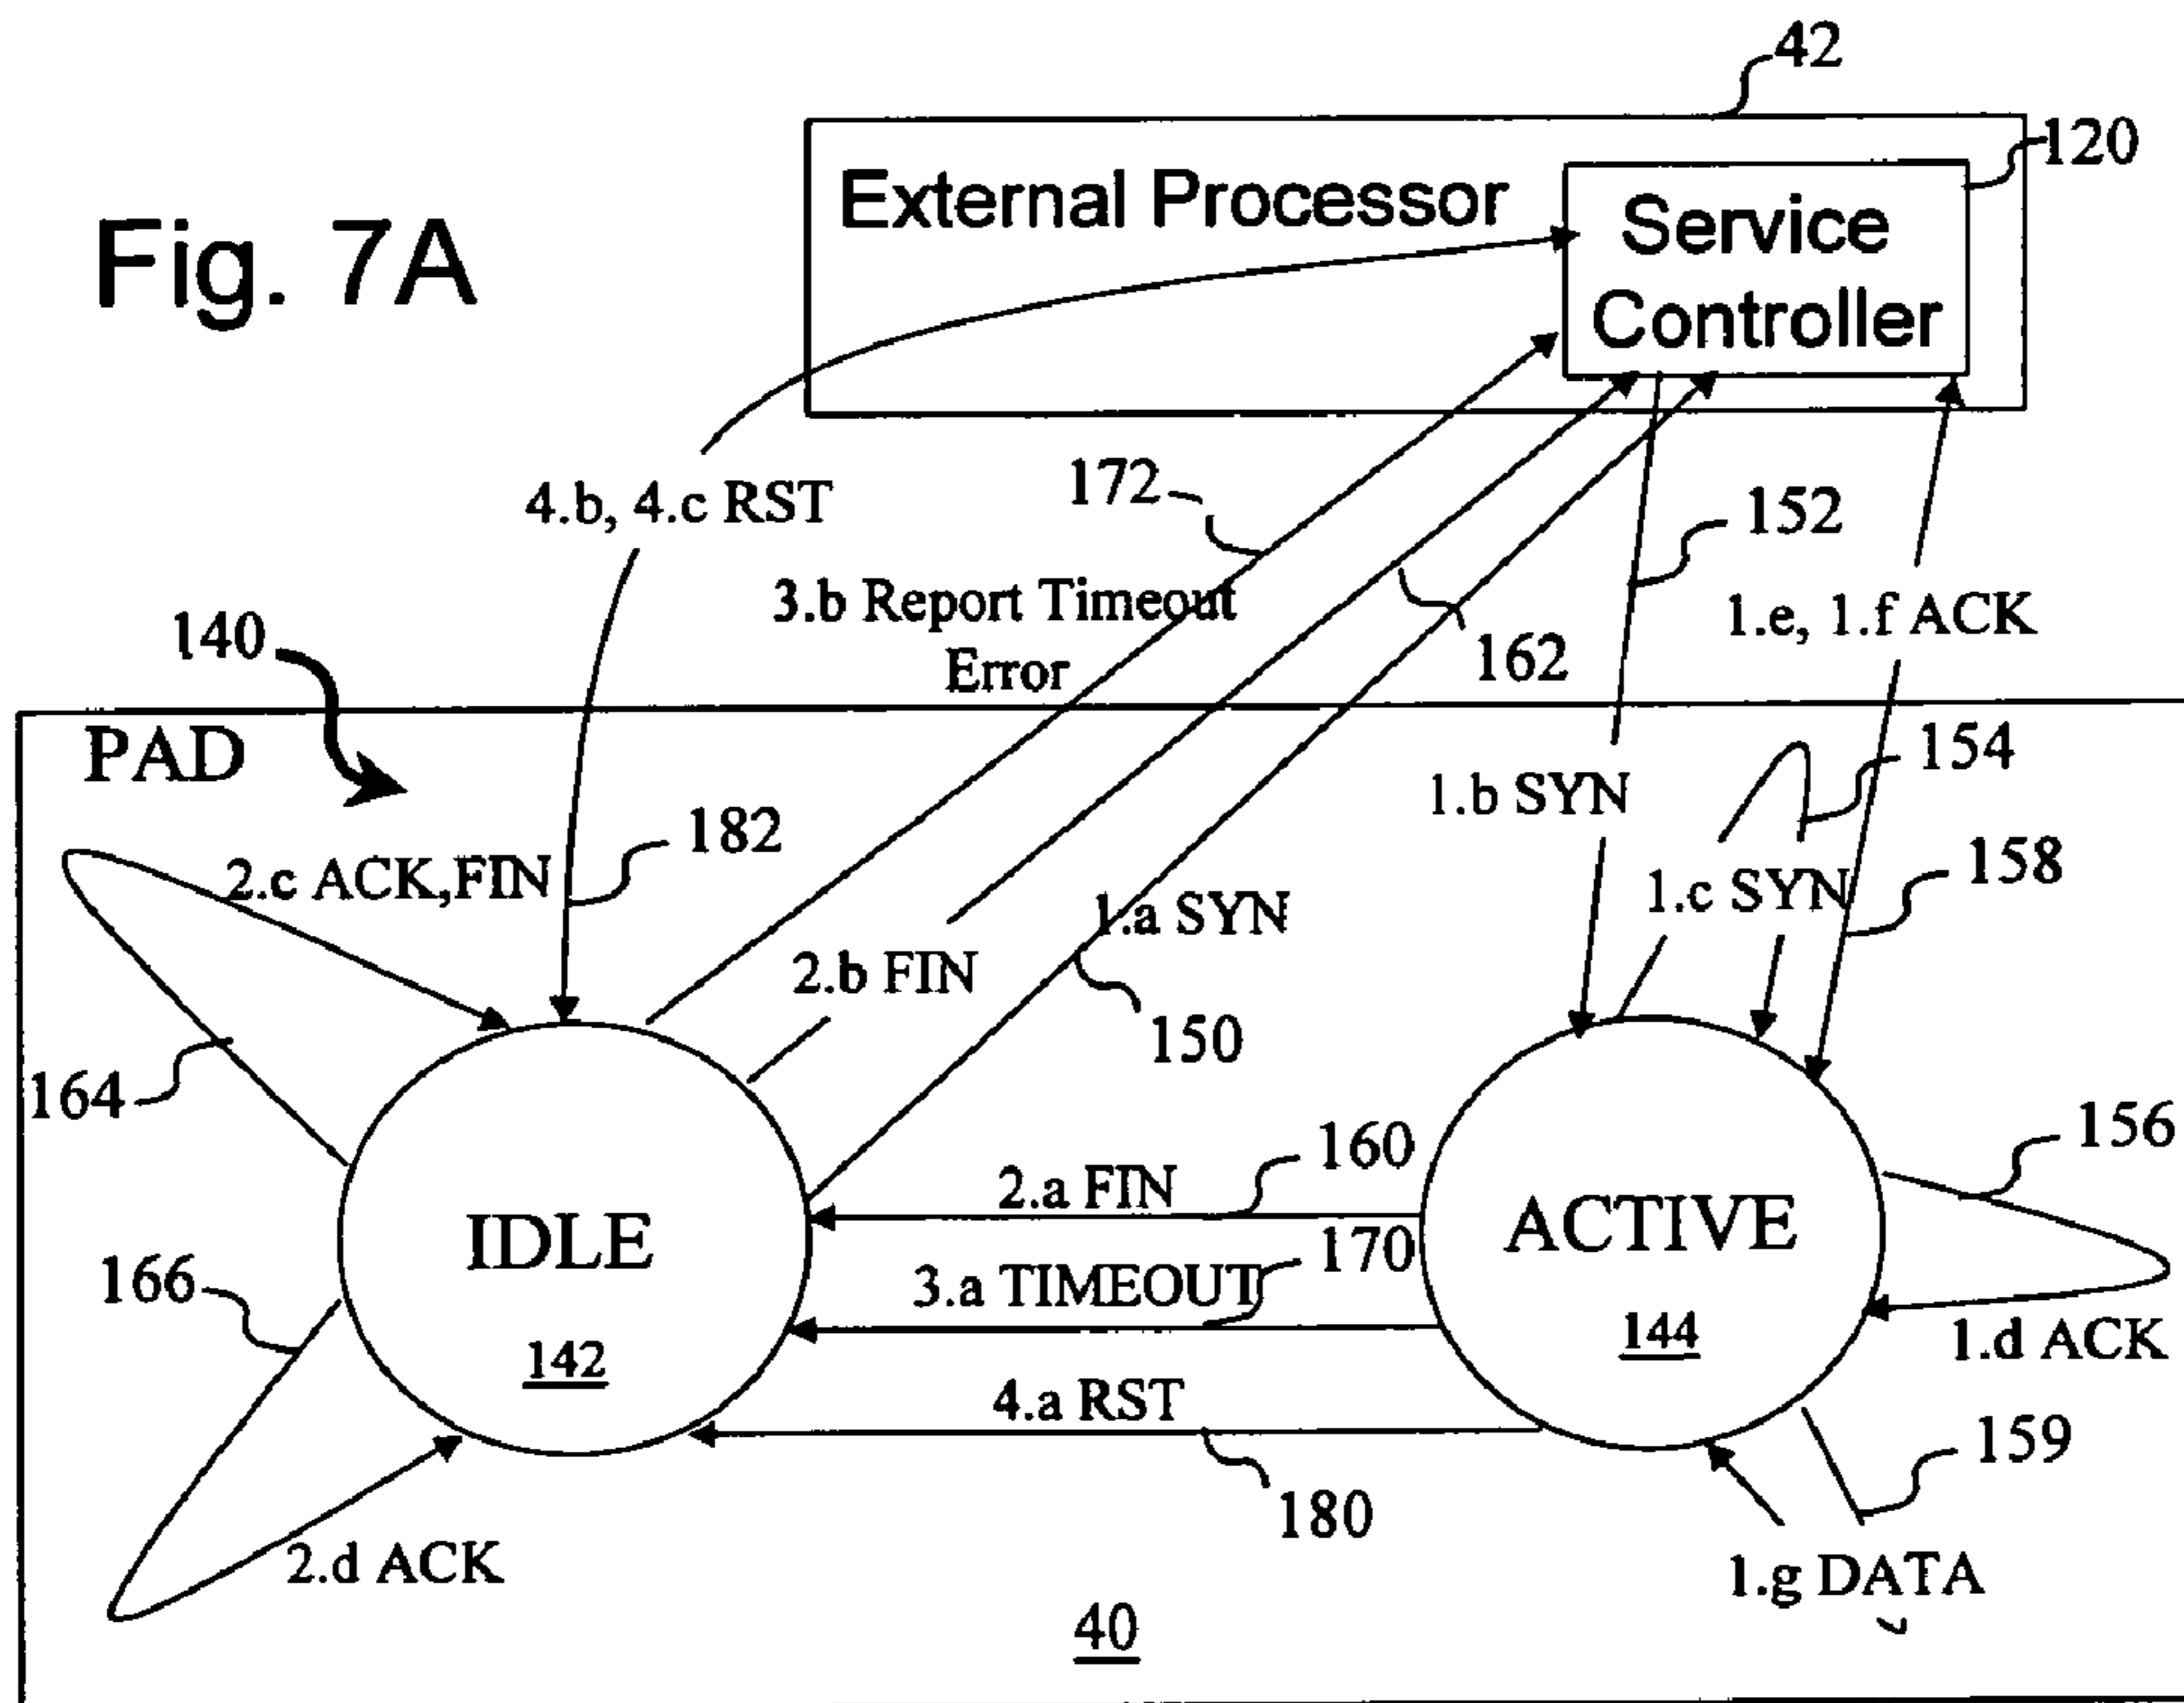 Fig. 7A
42
120
External Processor
Service
Controller
4.b, 4.c RST
172
152
3.b Report Timeout
Error
162
1.e, 1.f ACK
140
PAD
182
1.b SYN
154
2.c ACK,FIN
1.a SYN
1.c SYN
158
2.b FIN
150
164
160
156
2.a FIN
IDLE
ACTIVE
166
170
3.a TIMEOUT
142
144
1.d ACK
4.a RST
159
180
2.d ACK
1.g DATA
40